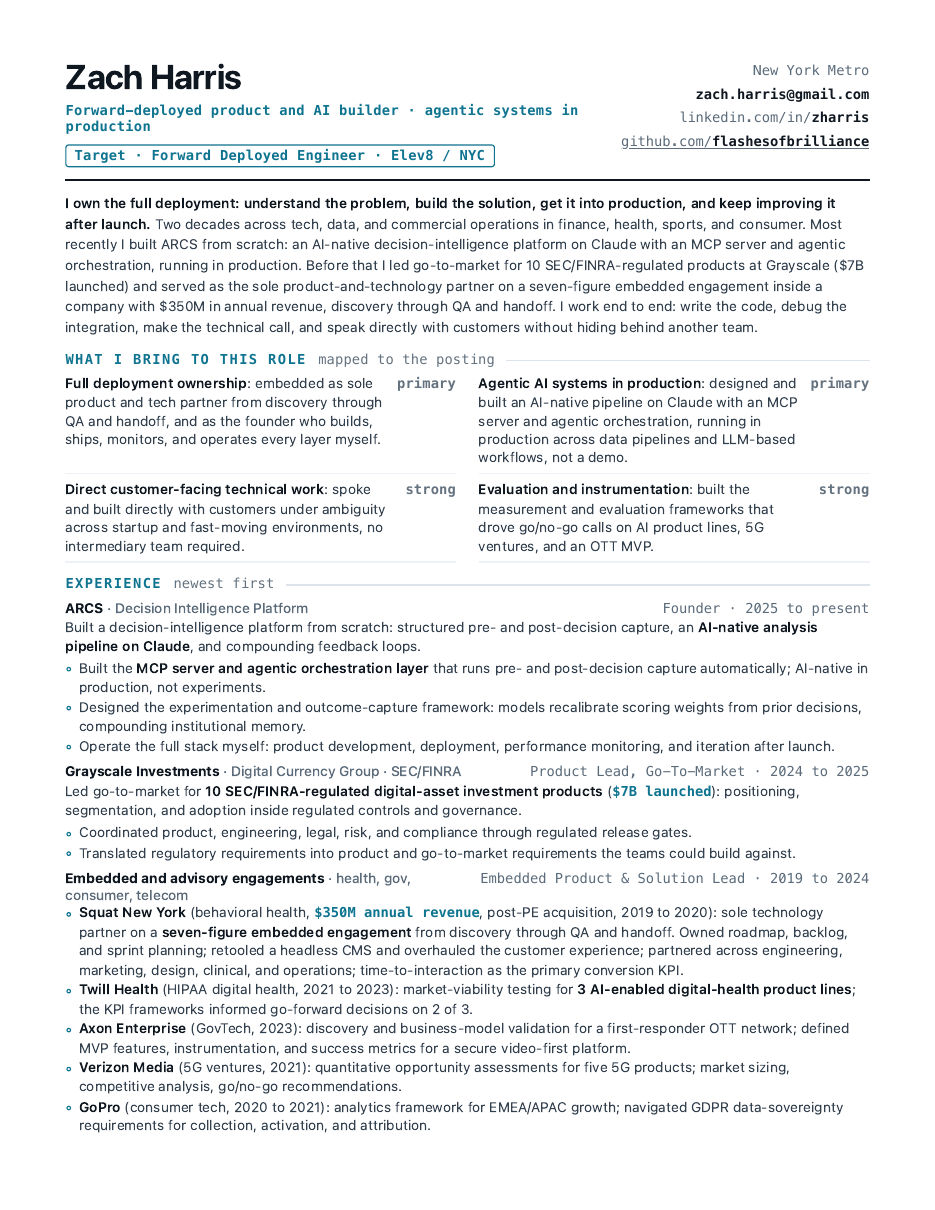 Zach Harris
New York Metro
zach.harris@gmail.com
linkedin.com/in/zharris
github.com/flashesofbrilliance
Forward-deployed product and AI builder · agentic systems in
production
Target · Forward Deployed Engineer · Elev8 / NYC
I own the full deployment: understand the problem, build the solution, get it into production, and keep improving it
after launch. Two decades across tech, data, and commercial operations in finance, health, sports, and consumer. Most
recently I built ARCS from scratch: an AI-native decision-intelligence platform on Claude with an MCP server and agentic
orchestration, running in production. Before that I led go-to-market for 10 SEC/FINRA-regulated products at Grayscale ($7B
launched) and served as the sole product-and-technology partner on a seven-figure embedded engagement inside a
company with $350M in annual revenue, discovery through QA and handoff. I work end to end: write the code, debug the
integration, make the technical call, and speak directly with customers without hiding behind another team.
WHAT I BRING TO THIS ROLE mapped to the posting
Full deployment ownership: embedded as sole primary
product and tech partner from discovery through
QA and handoff, and as the founder who builds,
ships, monitors, and operates every layer myself.
Agentic AI systems in production: designed and primary
built an AI-native pipeline on Claude with an MCP
server and agentic orchestration, running in
production across data pipelines and LLM-based
workflows, not a demo.
Direct customer-facing technical work: spoke strong
and built directly with customers under ambiguity
across startup and fast-moving environments, no
intermediary team required.
Evaluation and instrumentation: built the strong
measurement and evaluation frameworks that
drove go/no-go calls on AI product lines, 5G
ventures, and an OTT MVP.
EXPERIENCE newest first
ARCS · Decision Intelligence Platform Founder · 2025 to present
Built a decision-intelligence platform from scratch: structured pre- and post-decision capture, an AI-native analysis
pipeline on Claude, and compounding feedback loops.
Built the MCP server and agentic orchestration layer that runs pre- and post-decision capture automatically; AI-native in
production, not experiments.
Designed the experimentation and outcome-capture framework: models recalibrate scoring weights from prior decisions,
compounding institutional memory.
Operate the full stack myself: product development, deployment, performance monitoring, and iteration after launch.
Grayscale Investments · Digital Currency Group · SEC/FINRA Product Lead, Go-To-Market · 2024 to 2025
Led go-to-market for 10 SEC/FINRA-regulated digital-asset investment products ($7B launched): positioning,
segmentation, and adoption inside regulated controls and governance.
Coordinated product, engineering, legal, risk, and compliance through regulated release gates.
Translated regulatory requirements into product and go-to-market requirements the teams could build against.
Embedded and advisory engagements · health, gov, Embedded Product & Solution Lead · 2019 to 2024
consumer, telecom
Squat New York (behavioral health, $350M annual revenue, post-PE acquisition, 2019 to 2020): sole technology
partner on a seven-figure embedded engagement from discovery through QA and handoff. Owned roadmap, backlog,
and sprint planning; retooled a headless CMS and overhauled the customer experience; partnered across engineering,
marketing, design, clinical, and operations; time-to-interaction as the primary conversion KPI.
Twill Health (HIPAA digital health, 2021 to 2023): market-viability testing for 3 AI-enabled digital-health product lines;
the KPI frameworks informed go-forward decisions on 2 of 3.
Axon Enterprise (GovTech, 2023): discovery and business-model validation for a first-responder OTT network; defined
MVP features, instrumentation, and success metrics for a secure video-first platform.
Verizon Media (5G ventures, 2021): quantitative opportunity assessments for five 5G products; market sizing,
competitive analysis, go/no-go recommendations.
GoPro (consumer tech, 2020 to 2021): analytics framework for EMEA/APAC growth; navigated GDPR data-sovereignty
requirements for collection, activation, and attribution.